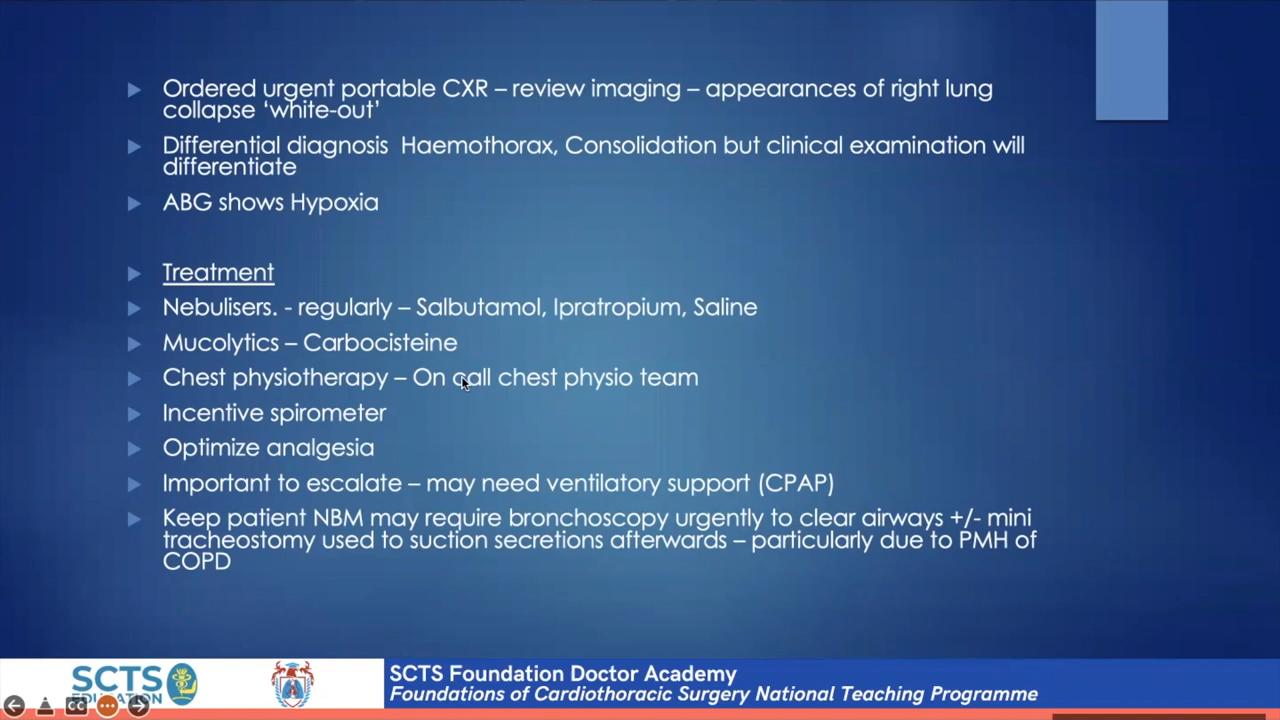 Ordered urgent portable CXR – review imaging – appearances of right lung
collapse ‘white-out’
Differential diagnosis  Haemothorax, Consolidation but clinical examination will
differentiate
ABG shows Hypoxia
Treatment
Nebulisers. - regularly – Salbutamol, Ipratropium, Saline
Mucolytics – Carbocisteine
Chest physiotherapy – On call chest physio team
Incentive spirometer
Optimize analgesia
Important to escalate – may need ventilatory support (CPAP)
Keep patient NBM may require bronchoscopy urgently to clear airways +/- mini
tracheostomy used to suction secretions afterwards – particularly due to PMH of
COPD
SCTS
EDUCATION
CC
SCTS Foundation Doctor Academy
Foundations of Cardiothoracic Surgery National Teaching Programme